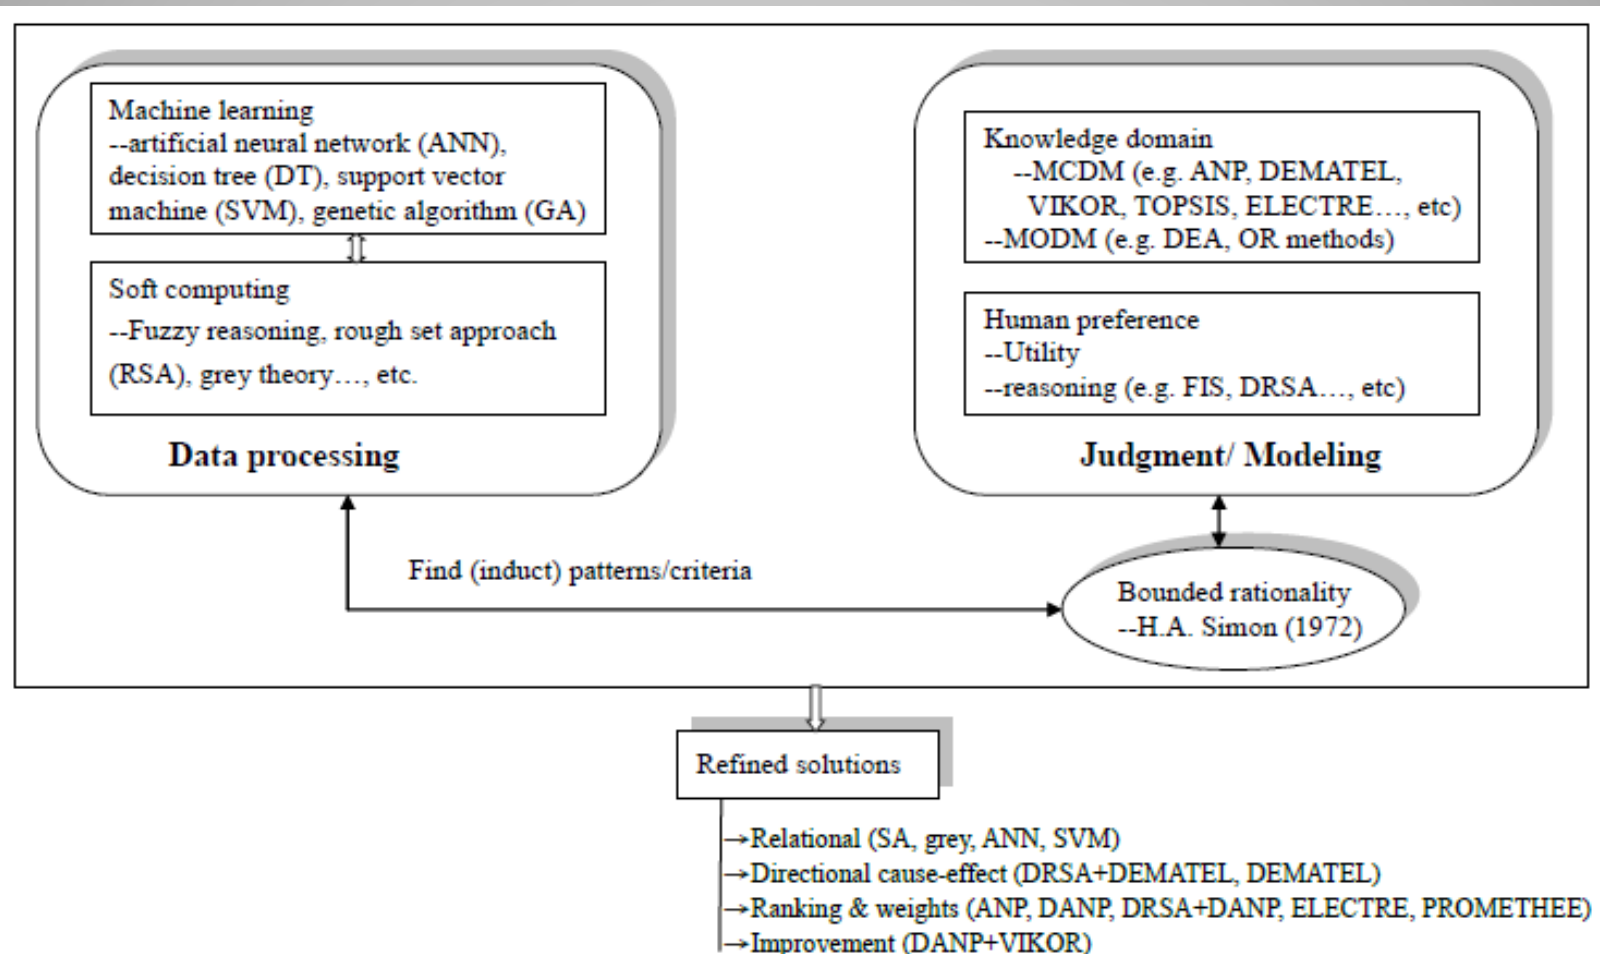 Machine learning
--artificial neural network (ANN),
decision tree (DT), support vector
machine (SVM), genetic algorithm (GA)
Soft computing
--Fuzzy reasoning, rough set approach
(RSA), grey theory…, etc.
Data processing
Knowledge domain
--MCDM (e.g. ANP, DEMATEL,
VIKOR, TOPSIS, ELECTRE…, etc)
--MODM (e.g. DEA, OR methods)
Human preference
--Utility
--reasoning (e.g. FIS, DRSA…, etc)
Judgment/ Modeling
Find (induct) patterns/criteria
Bounded rationality
--H.A. Simon (1972)
Refined solutions
→Relational (SA, grey, ANN, SVM)
→Directional cause-effect (DRSA+DEMATEL, DEMATEL)
→Ranking & weights (ANP, DANP, DRSA+DANP, ELECTRE, PROMETHEE)
→Improvement (DANP+VIKOR)